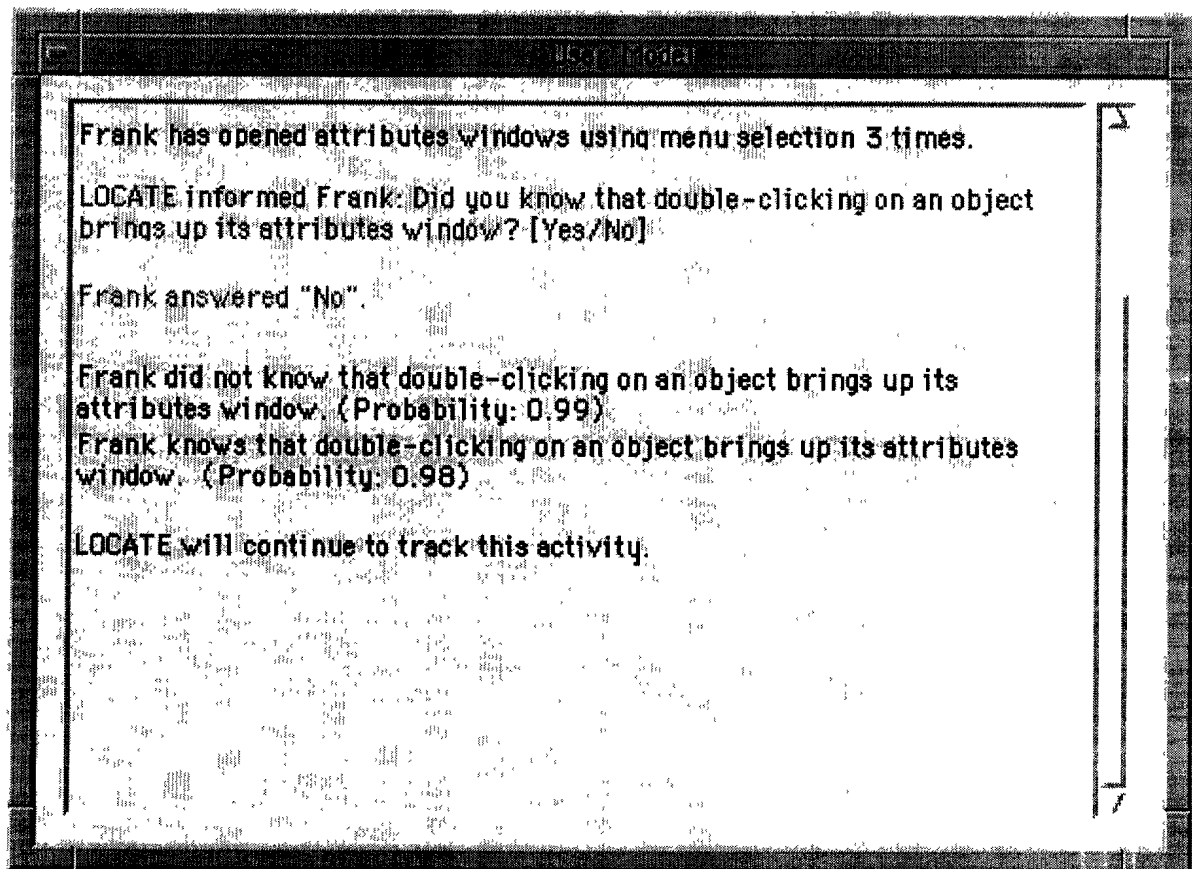 User Model
Frank has opened attributes windows using menu selection 3 times.
LOCATE informed Frank: Did you know that double-clicking on an object
brings up its attributes window? [Yes/No]
Frank answered "No".
Frank did not know that double-clicking on an object brings up its
attributes window. (Probability: 0.99)
Frank knows that double-clicking on an object brings up its attributes
window. (Probability: 0.98)
LOCATE will continue to track this activity.